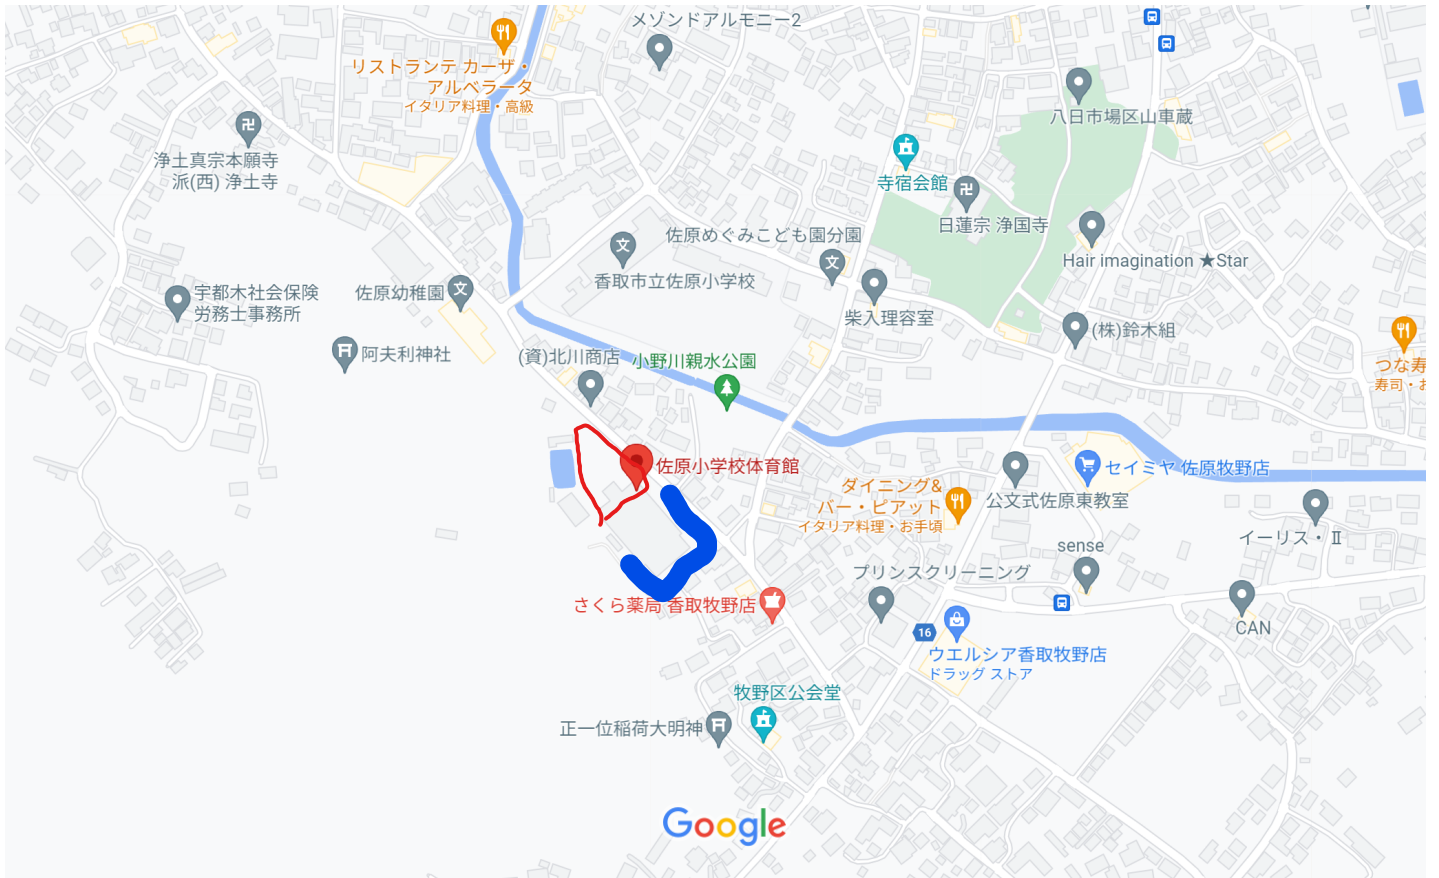 メゾンドアルモニー2
リストランテ カーザ・
アルベラータ
イタリア料理・高級
八日市場区山車蔵
浄土真宗本願寺
派(西) 浄土寺
寺宿会館
日蓮宗 浄国寺
佐原めぐみこども園分園
文
香取市立佐原小学校
文
Hair imagination ★Star
宇都木社会保険
労務士事務所
佐原幼稚園
文
柴入理容室
(株)鈴木組
阿夫利神社
(資)北川商店
小野川親水公園
つな寿
寿司・お
佐原小学校体育館
セイミヤ 佐原牧野店
ダイニング&
バー・ピアット
イタリア料理・お手頃
公文式佐原東教室
イーリス・Ⅱ
sense
プリンスクリーニング
さくら薬局 香取牧野店
CAN
16
ウエルシア香取牧野店
ドラッグ ストア
牧野区公会堂
正一位稲荷大明神
Google